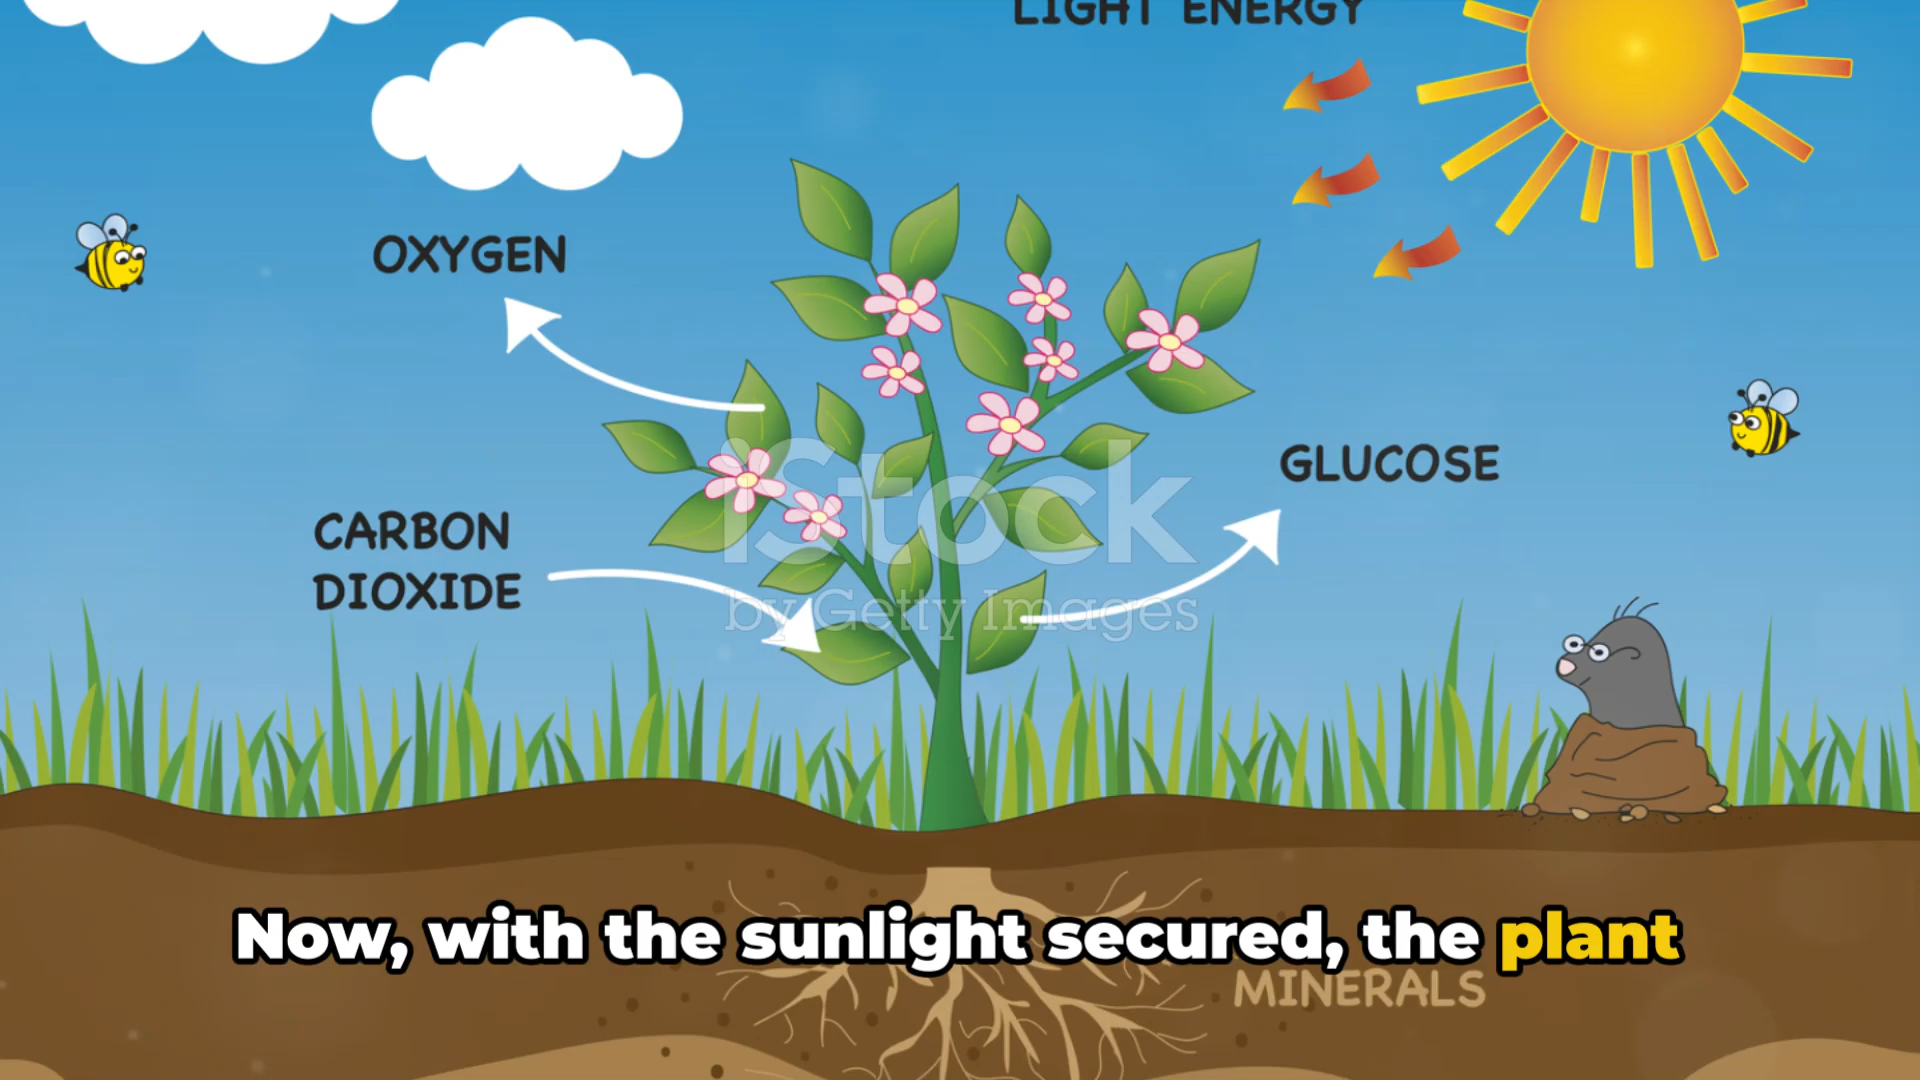 LIGHT ENERGY
OXYGEN
GLUCOSE
CARBON
DIOXIDE
iStock
by Getty Images
Now, with the sunlight secured, the plant
MINERALS